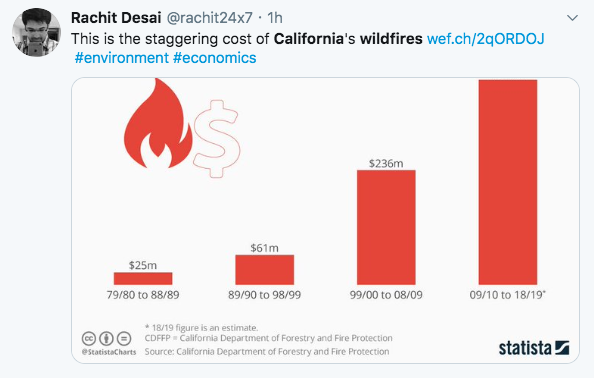 Rachit Desai @rachit24x7 · 1h
This is the staggering cost of California's wildfires wef.ch/2qORDOJ
#environment #economics
$
$236m
$61m
$25m
79/80 to 88/89 89/90 to 98/99 99/00 to 08/09 09/10 to 18/19*
* 18/19 figure is an estimate.
CDFFP = California Department of Forestry and Fire Protection
@StatistaCharts Source: California Department of Forestry and Fire Protection
statista